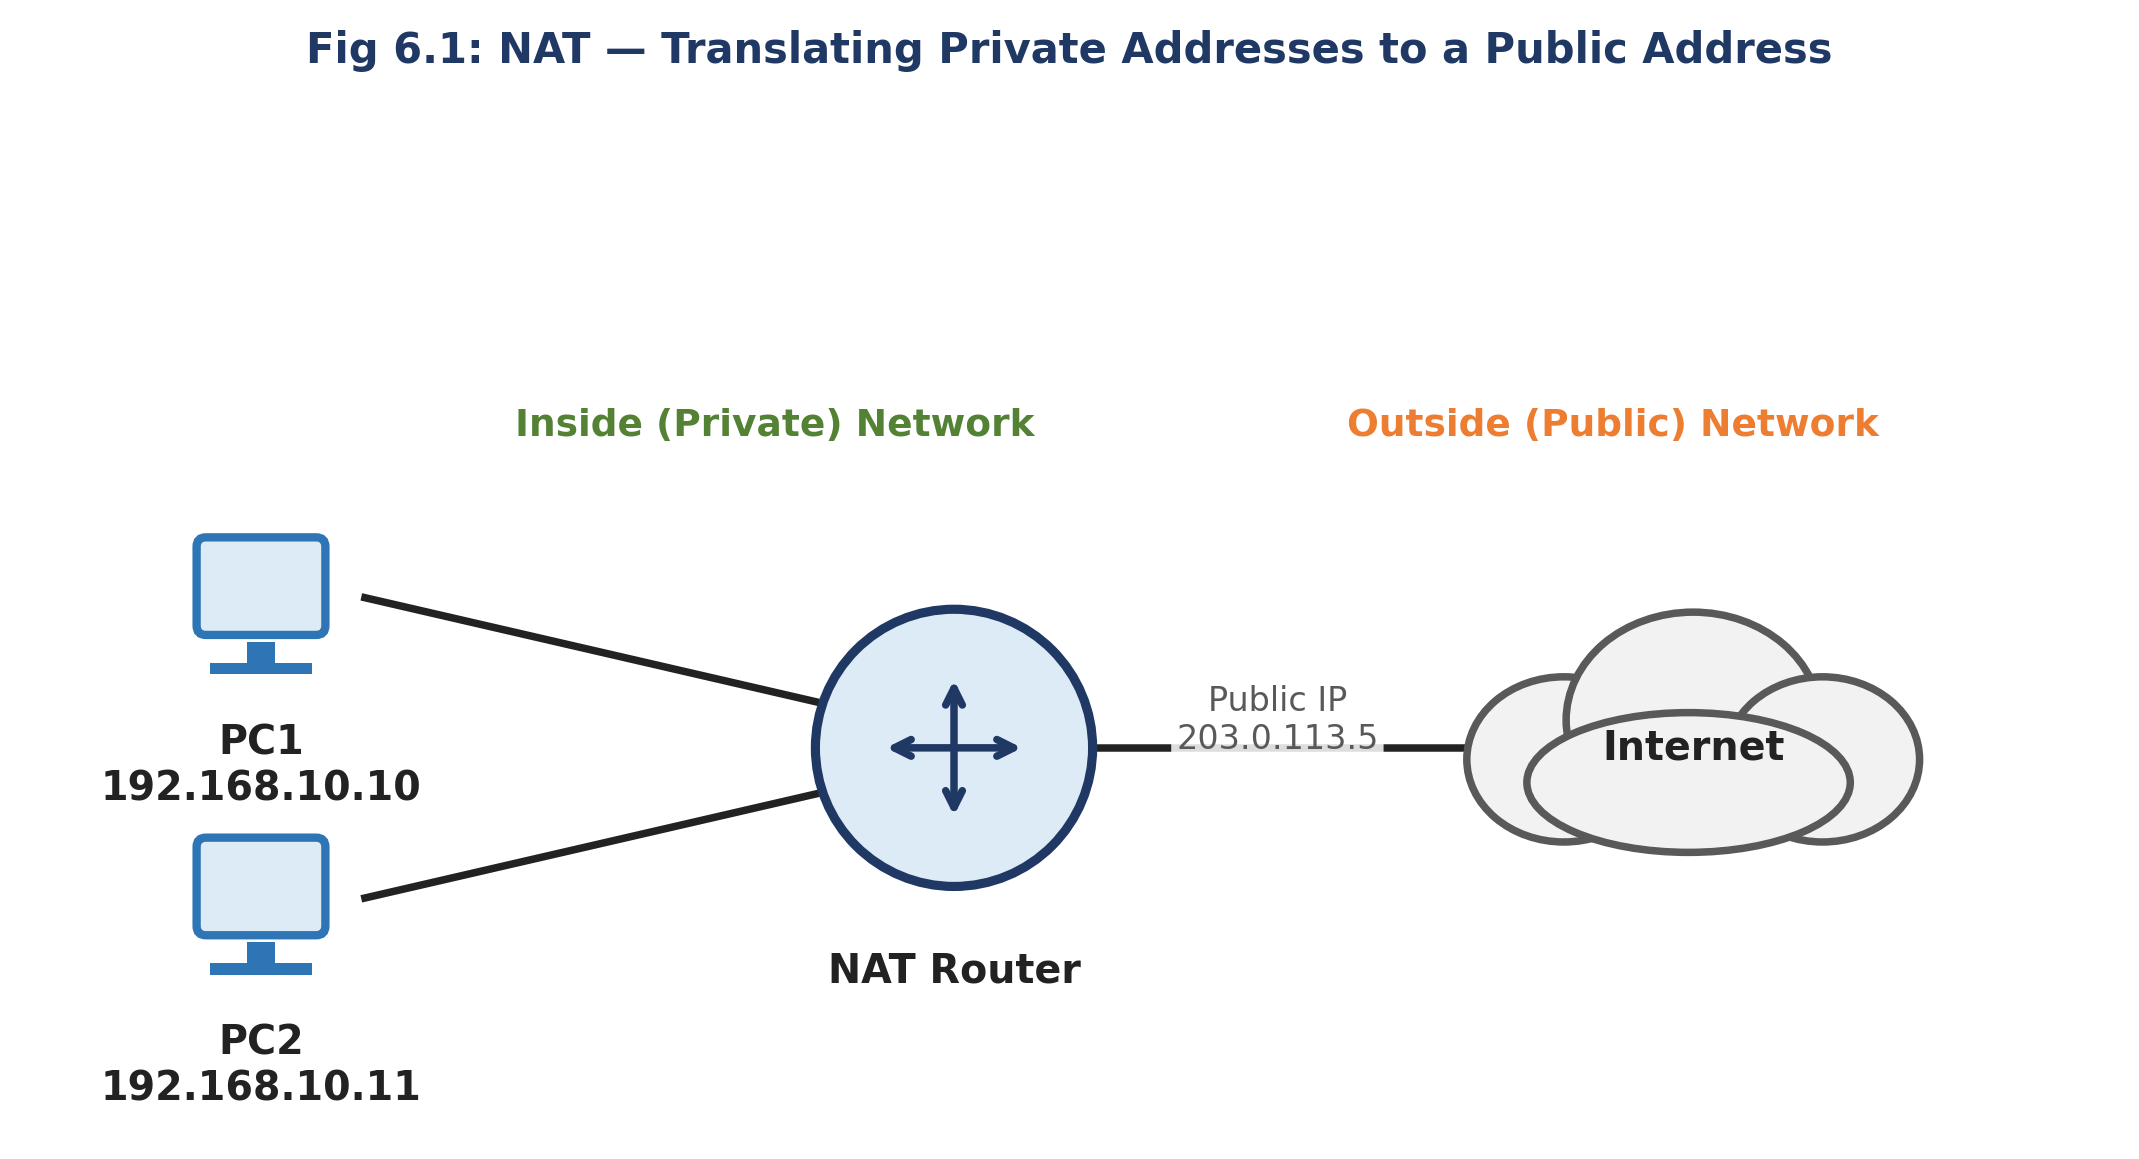 Fig 6.1: NAT — Translating Private Addresses to a Public Address
Inside (Private) Network
Outside (Public) Network
PC1
192.168.10.10
Public IP
203.0.113.5
Internet
NAT Router
PC2
192.168.10.11